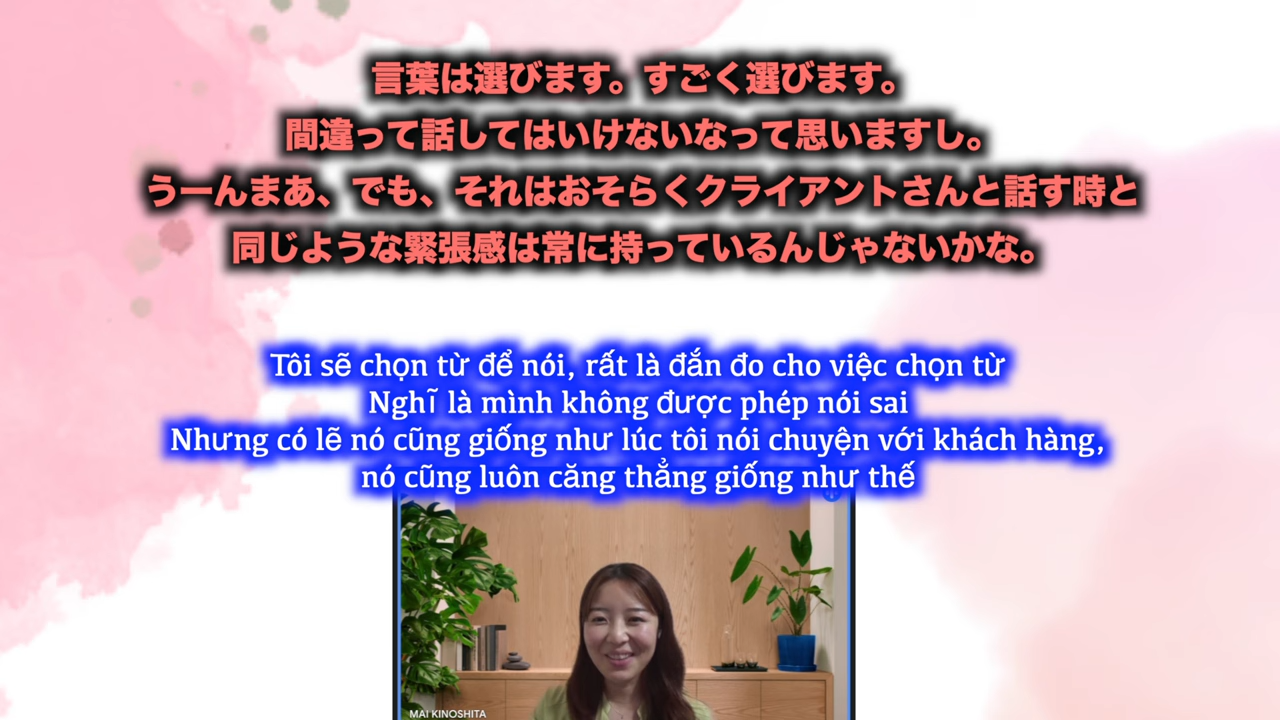 言葉は選びます。すごく選びます。
間違って話してはいけないなって思いますし。
うーんまあ、でも、それはおそらくクライアントさんと話す時と
同じような緊張感は常に持っているんじゃないかな。
Tôi sẽ chọn từ để nói, rất là đắn đo cho việc chọn từ
Nghĩ là mình không được phép nói sai
Nhưng có lẽ nó cũng giống như lúc tôi nói chuyện với khách hàng,
nó cũng luôn căng thẳng giống như thế
MAI KINOSHITA